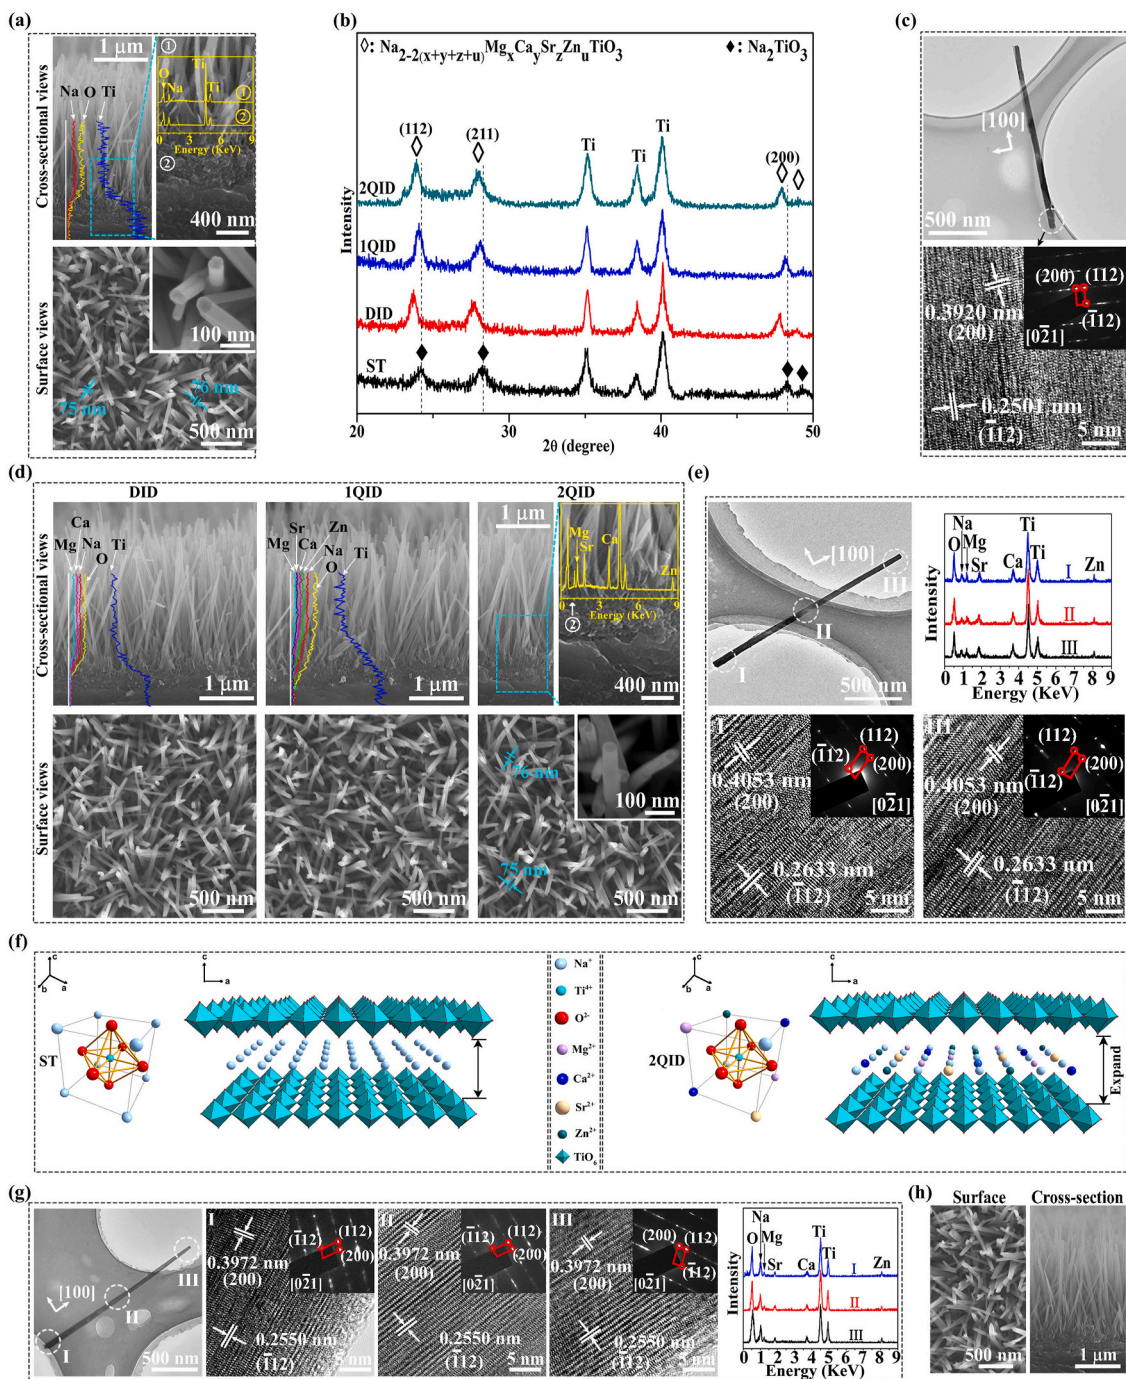 (a)
Cross-sectional views
1 μm
Na O Ti
①
O
Na
Ti
Ti
①
②
0 3 6 9
Energy (KeV)
②
400 nm
Surface views
100 nm
75 nm
76 nm
500 nm
(b)
◊: Na2-2(x+y+z+u)MgxCaySrzZnuTiO3
◆: Na2TiO3
Intensity
(112)
(211)
Ti
Ti
Ti
(200)
2QID
1QID
DID
ST
20 30 40 50
2θ (degree)
(c)
[100]
500 nm
0.3920 nm
(200)
(200)
(112)
(1̄12)
[02̄1]
0.2501 nm
(1̄12)
5 nm
(d)
DID
1QID
2QID
Cross-sectional views
Ca
Mg
Na
O
Ti
1 μm
Sr
Zn
Mg
Ca
Na
O
Ti
1 μm
1 μm
Mg
Sr
Ca
Zn
0 3 6 9
Energy (KeV)
②
400 nm
Surface views
500 nm
500 nm
76 nm
75 nm
100 nm
500 nm
(e)
[100]
III
II
I
500 nm
Intensity
Na
O
Mg
Sr
Ca
Ti
Ti
Zn
I
II
III
0 1 2 3 4 5 6 7 8 9
Energy (KeV)
I
0.4053 nm
(200)
(112)
(1̄12)
(200)
[02̄1]
0.2633 nm
(1̄12)
5 nm
III
0.4053 nm
(200)
(112)
(1̄12)
(200)
[02̄1]
0.2633 nm
(1̄12)
5 nm
(f)
c
b
a
c
a
ST
Na+
Ti4+
O2-
Mg2+
Ca2+
Sr2+
Zn2+
TiO6
c
b
a
c
a
2QID
Expand
(g)
[100]
III
II
I
500 nm
I
0.3972 nm
(200)
(1̄12)
(112)
(200)
[02̄1]
0.2550 nm
(1̄12)
5 nm
II
0.3972 nm
(200)
(1̄12)
(112)
(200)
[02̄1]
0.2550 nm
(1̄12)
5 nm
III
0.3972 nm
(200)
(200)
(112)
(1̄12)
[02̄1]
0.2550 nm
(1̄12)
5 nm
Intensity
Na
O
Mg
Sr
Ca
Ti
Ti
Zn
I
II
III
0 1 2 3 4 5 6 7 8 9
Energy (KeV)
(h)
Surface
Cross-section
500 nm
1 μm